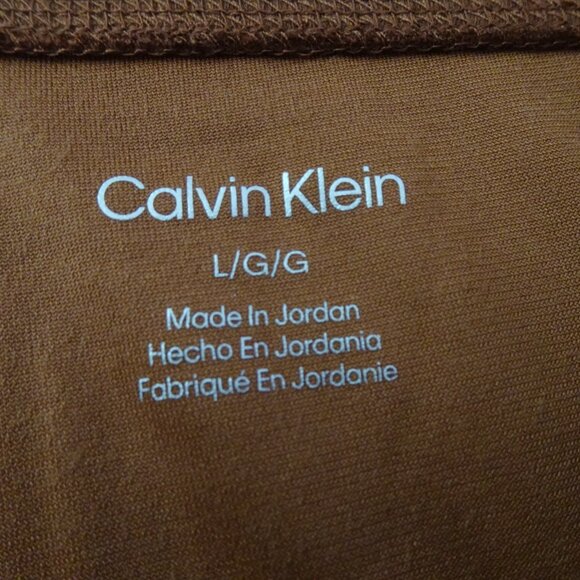 Calvin Klein
L/G/G
Made In Jordan
Hecho En Jordania
Fabriqué En Jordanie